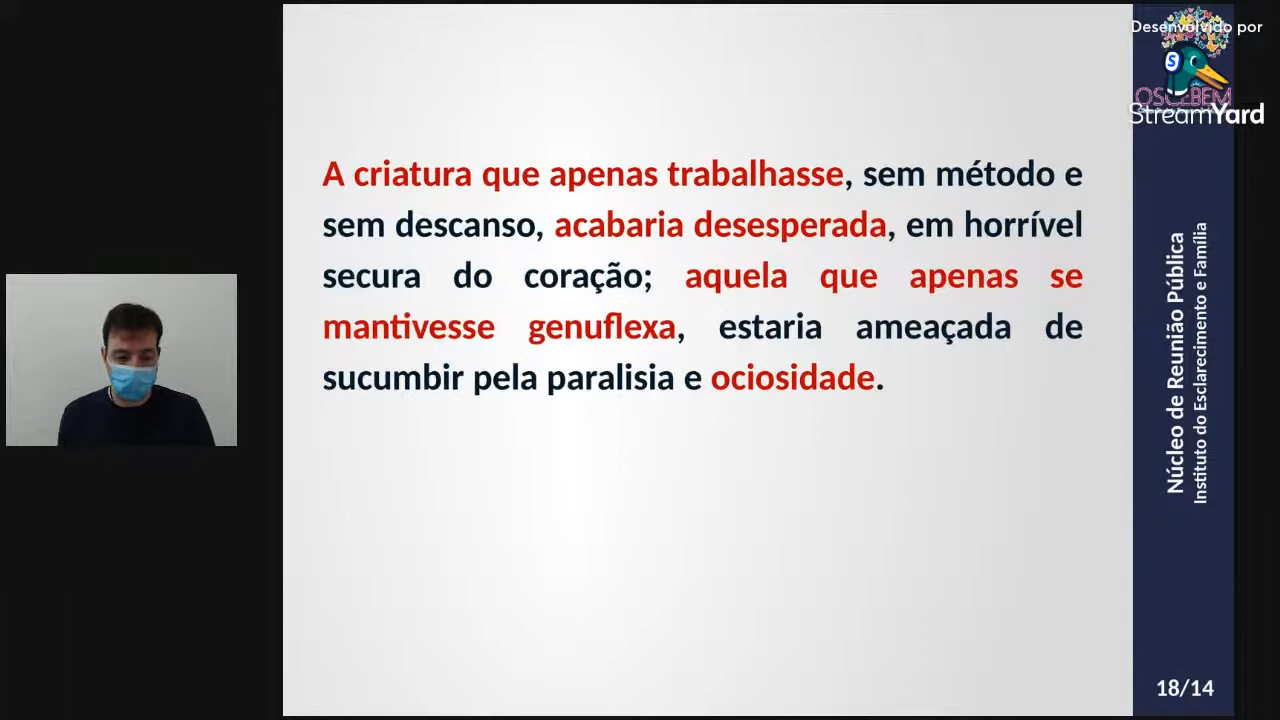 Desenvolvido por
OSCEBEM
StreamYard
A criatura que apenas trabalhasse, sem método e
sem descanso, acabaria desesperada, em horrível
secura do coração; aquela que apenas se
mantivesse genuflexa, estaria ameaçada de
sucumbir pela paralisia e ociosidade.
Núcleo de Reunião Pública
Instituto do Esclarecimento e Família
18/14